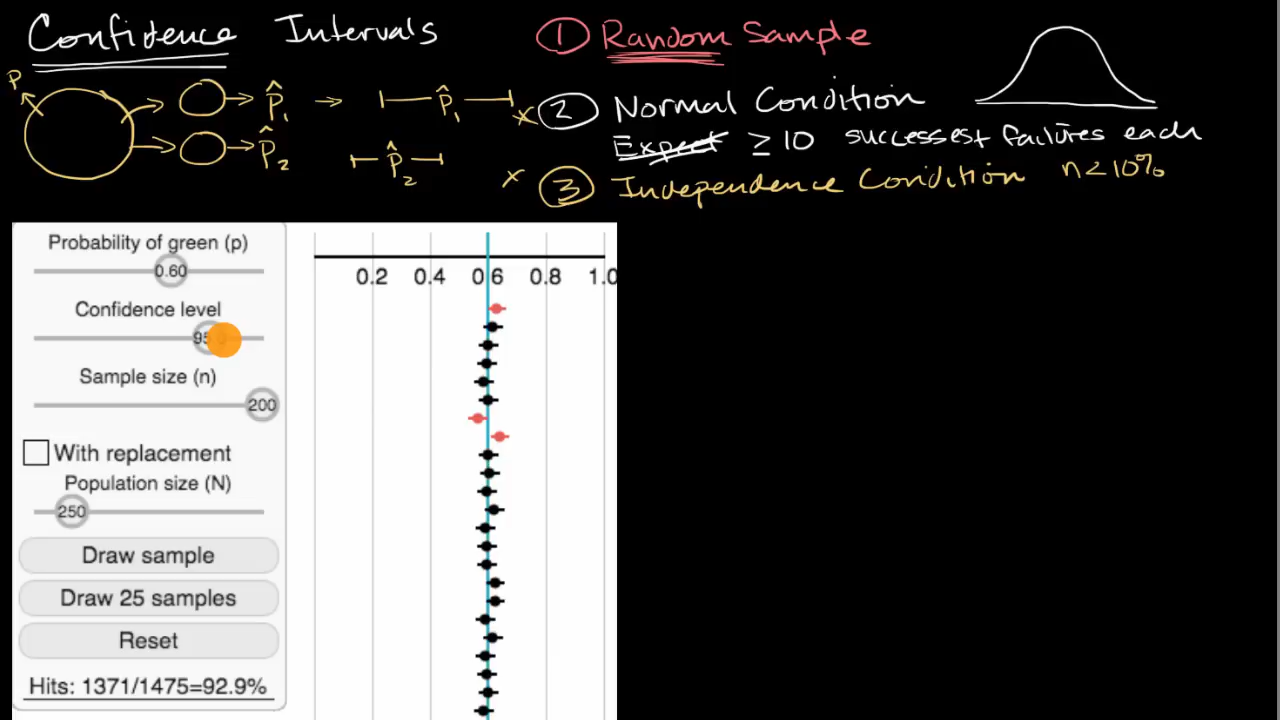 Confidence Intervals
① Random Sample
P
P̂₁ → P̂₁
② Normal Condition
Expect ≥ 10 successes + failures each
P̂₂ P̂₂
③ Independence Condition n < 10%
Probability of green (p)
0.60
0.2 0.4 0.6 0.8 1.0
Confidence level
Sample size (n)
200
With replacement
Population size (N)
250
Draw sample
Draw 25 samples
Reset
Hits: 1371/1475=92.9%